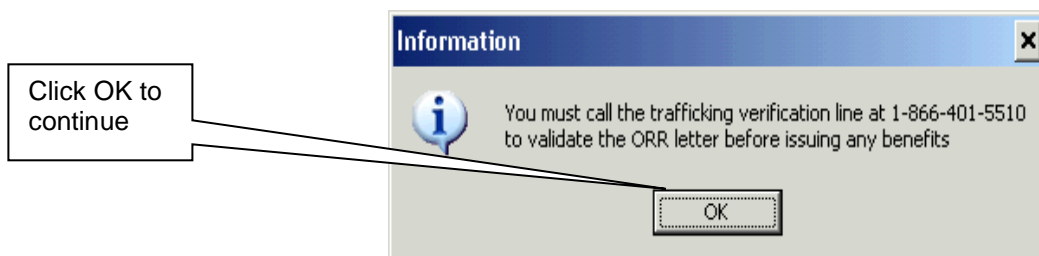 Information
Click OK to
continue
You must call the trafficking verification line at 1-866-401-5510
to validate the ORR letter before issuing any benefits
OK